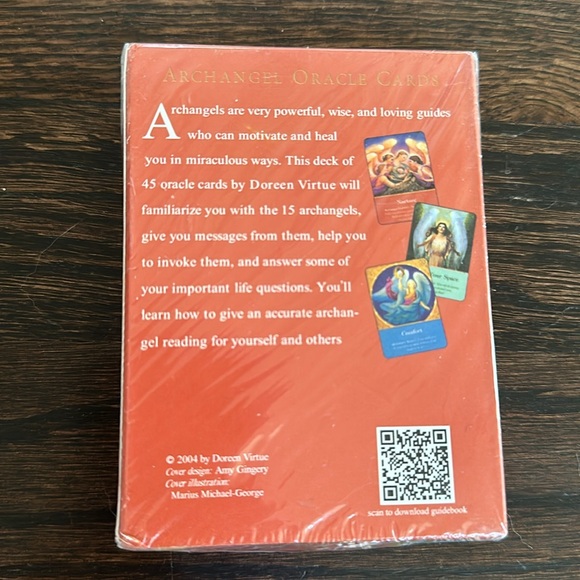 ARCHANGEL ORACLE CARDS
Archangels are very powerful, wise, and loving guides
who can motivate and heal
you in miraculous ways. This deck of
45 oracle cards by Doreen Virtue will
familiarize you with the 15 archangels,
give you messages from them, help you
to invoke them, and answer some of
your important life questions. You'll
learn how to give an accurate archan-
gel reading for yourself and others
Nurture
Space
Comfort
© 2004 by Doreen Virtue
Cover design: Amy Gingery
Cover illustration:
Marius Michael-George
scan to download guidebook